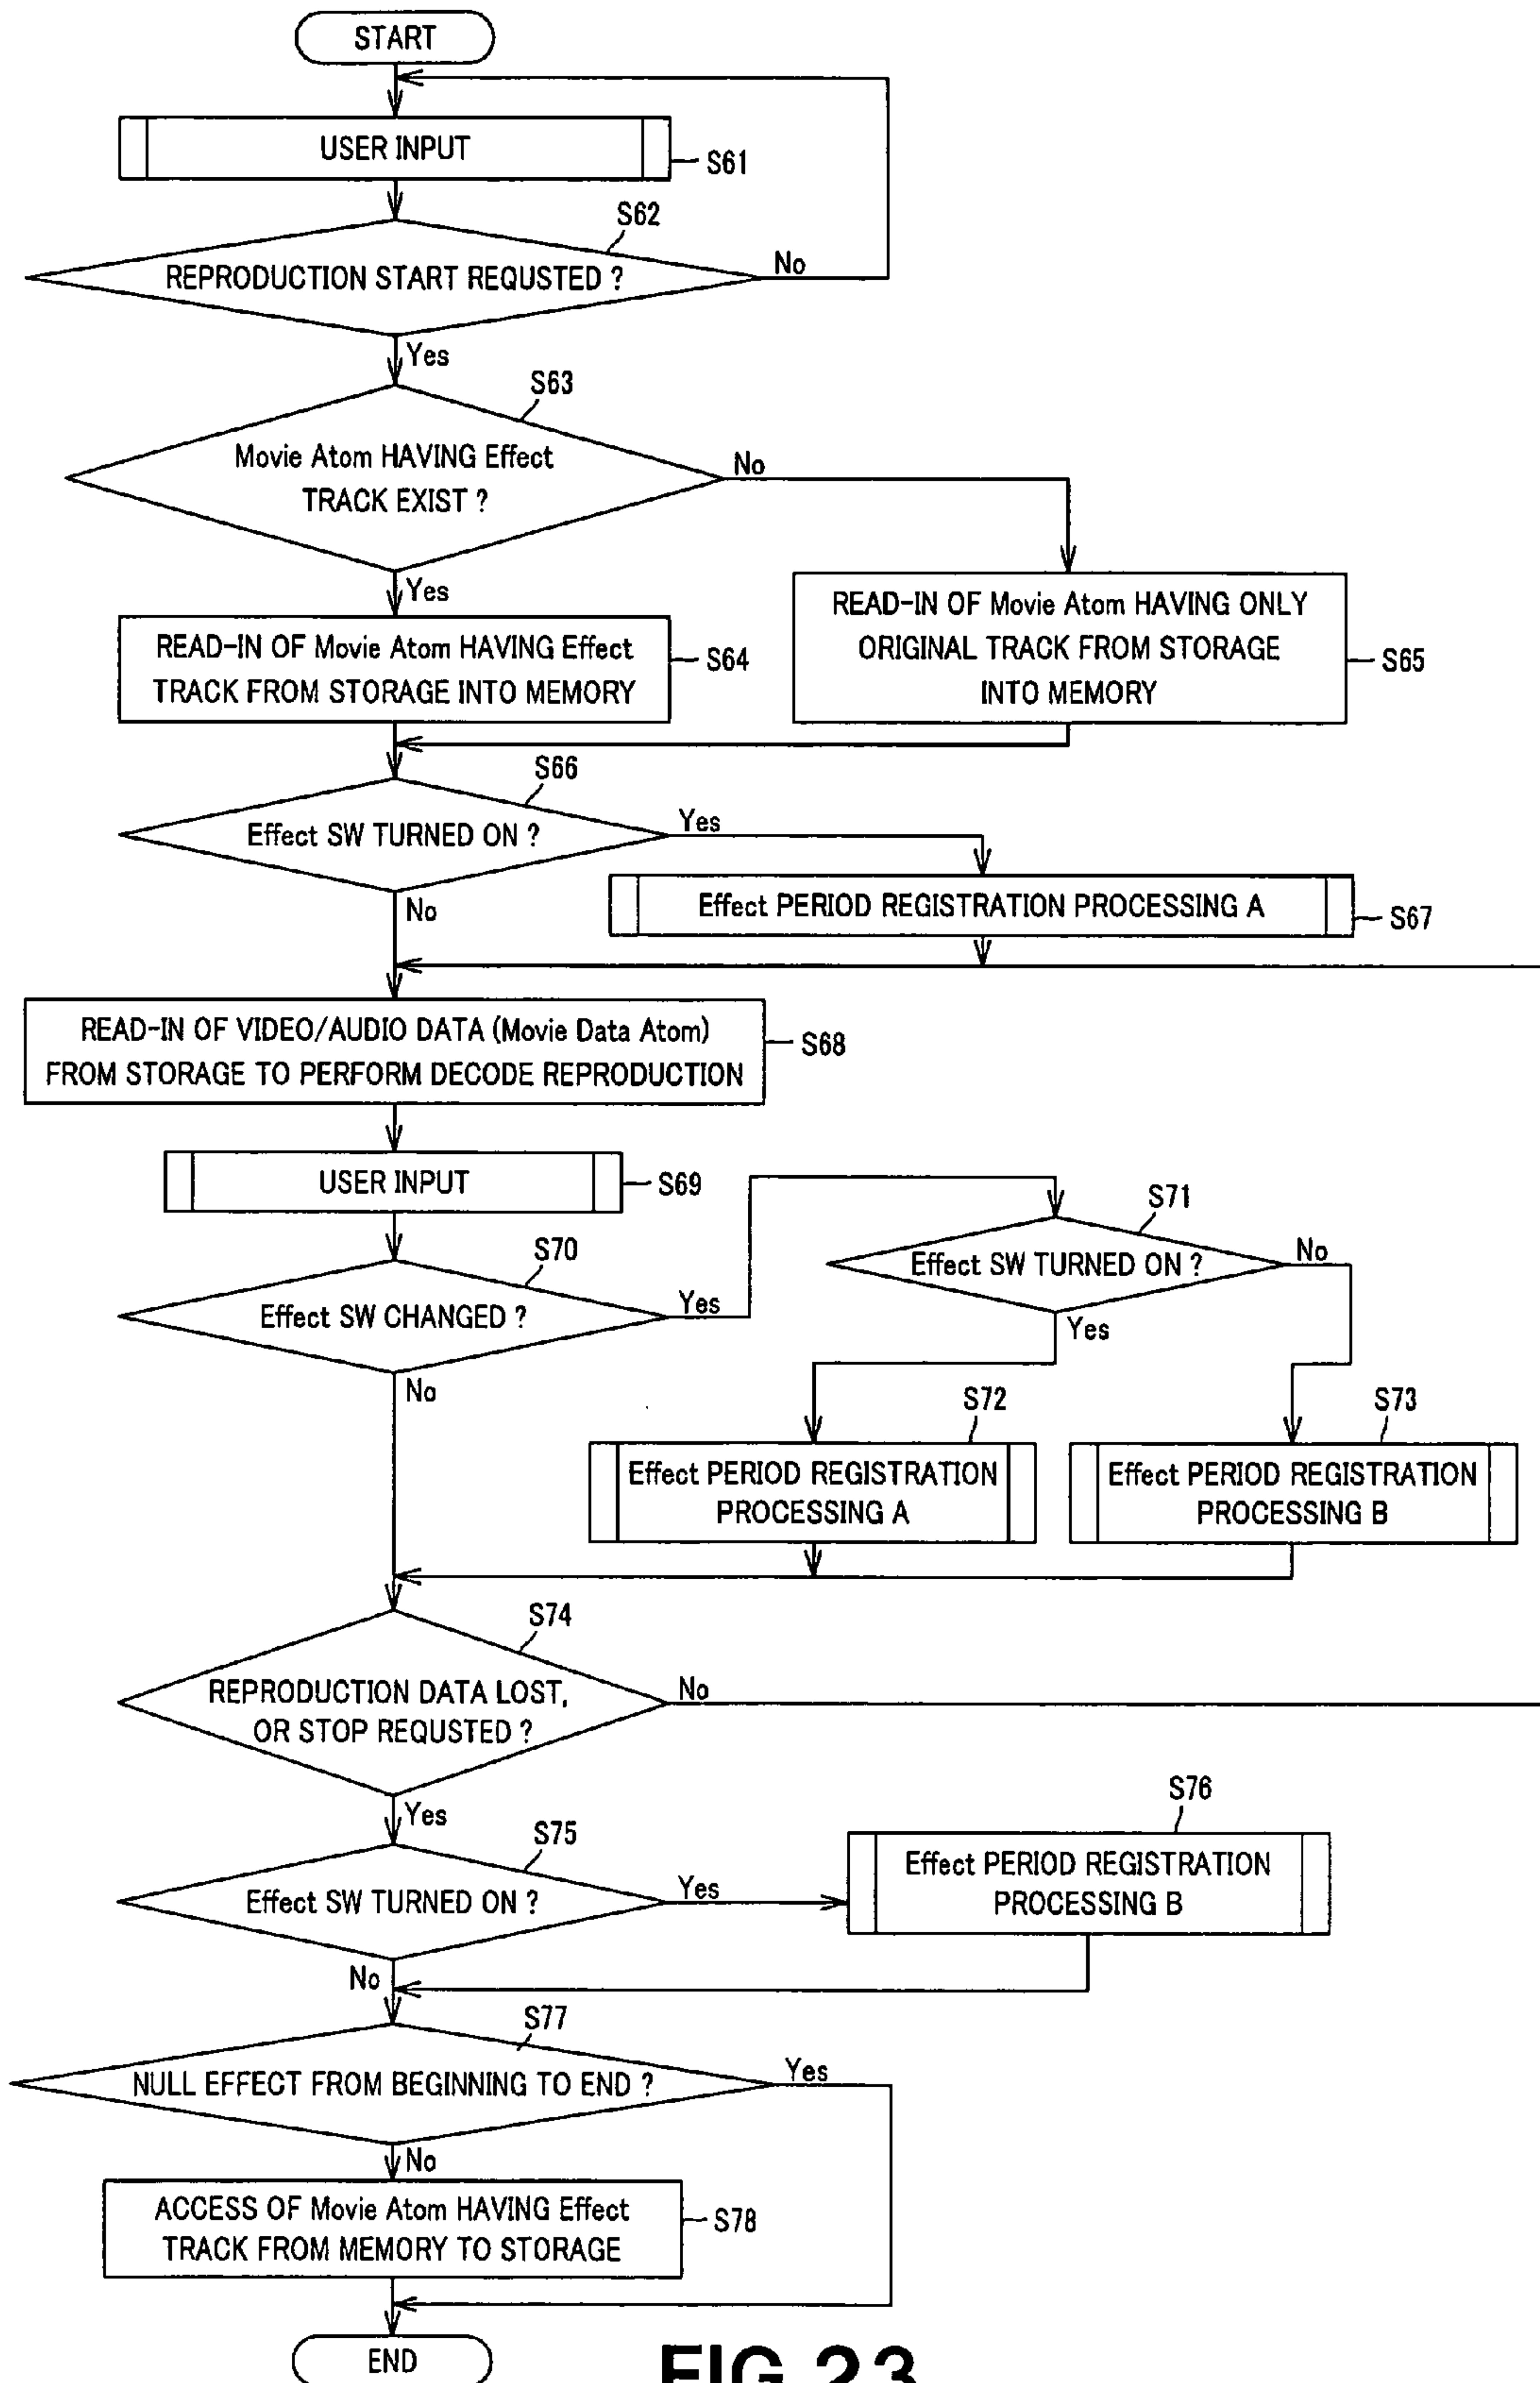 START
USER INPUT
S61
S62
REPRODUCTION START REQUSTED ?
No
Yes
S63
Movie Atom HAVING Effect
TRACK EXIST ?
No
Yes
READ-IN OF Movie Atom HAVING Effect
TRACK FROM STORAGE INTO MEMORY
S64
READ-IN OF Movie Atom HAVING ONLY
ORIGINAL TRACK FROM STORAGE
INTO MEMORY
S65
S66
Effect SW TURNED ON ?
Yes
No
Effect PERIOD REGISTRATION PROCESSING A
S67
READ-IN OF VIDEO/AUDIO DATA (Movie Data Atom)
FROM STORAGE TO PERFORM DECODE REPRODUCTION
S68
USER INPUT
S69
S70
Effect SW CHANGED ?
Yes
No
S71
Effect SW TURNED ON ?
No
Yes
S72
Effect PERIOD REGISTRATION
PROCESSING A
S73
Effect PERIOD REGISTRATION
PROCESSING B
S74
REPRODUCTION DATA LOST,
OR STOP REQUSTED ?
No
Yes
S75
Effect SW TURNED ON ?
Yes
No
S76
Effect PERIOD REGISTRATION
PROCESSING B
S77
NULL EFFECT FROM BEGINNING TO END ?
Yes
No
ACCESS OF Movie Atom HAVING Effect
TRACK FROM MEMORY TO STORAGE
S78
END
FIG.23